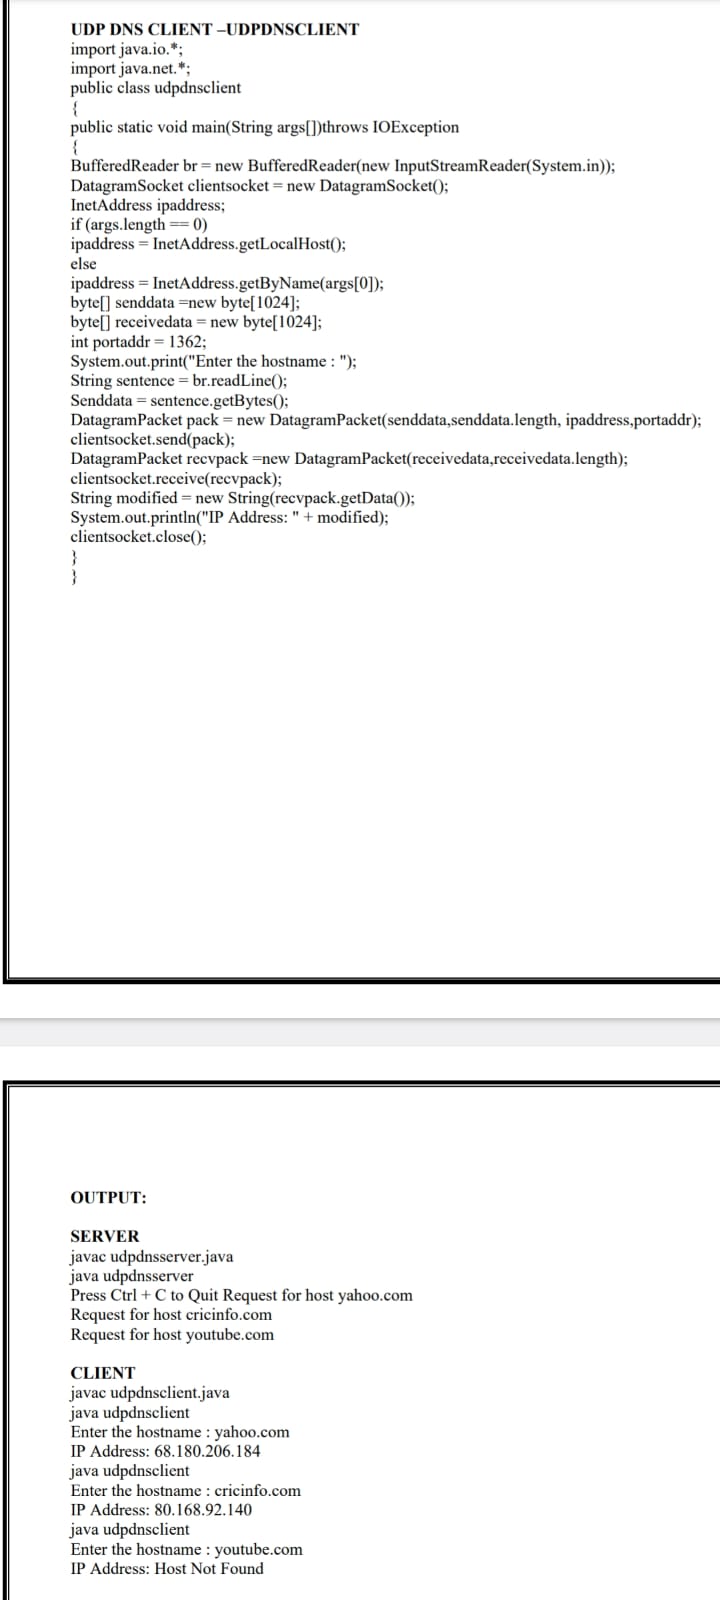 UDP DNS CLIENT –UDPDNSCLIENT
import java.io.*;
import java.net.*;
public class udpdnsclient
{
public static void main(String args[])throws IOException
{
BufferedReader br = new BufferedReader(new InputStreamReader(System.in));
DatagramSocket clientsocket = new DatagramSocket();
InetAddress ipaddress;
if (args.length == 0)
ipaddress = InetAddress.getLocalHost();
else
ipaddress = InetAddress.getByName(args[0]);
byte[] senddata =new byte[1024];
byte[] receivedata = new byte[1024];
int portaddr = 1362;
System.out.print("Enter the hostname : ");
String sentence = br.readLine();
Senddata = sentence.getBytes();
DatagramPacket pack = new DatagramPacket(senddata,senddata.length, ipaddress,portaddr);
clientsocket.send(pack);
DatagramPacket recvpack =new DatagramPacket(receivedata,receivedata.length);
clientsocket.receive(recvpack);
String modified = new String(recvpack.getData());
System.out.println("IP Address: " + modified);
clientsocket.close();
}
}
OUTPUT:
SERVER
javac udpdnsserver.java
java udpdnsserver
Press Ctrl + C to Quit Request for host yahoo.com
Request for host cricinfo.com
Request for host youtube.com
CLIENT
javac udpdnsclient.java
java udpdnsclient
Enter the hostname : yahoo.com
IP Address: 68.180.206.184
java udpdnsclient
Enter the hostname : cricinfo.com
IP Address: 80.168.92.140
java udpdnsclient
Enter the hostname : youtube.com
IP Address: Host Not Found